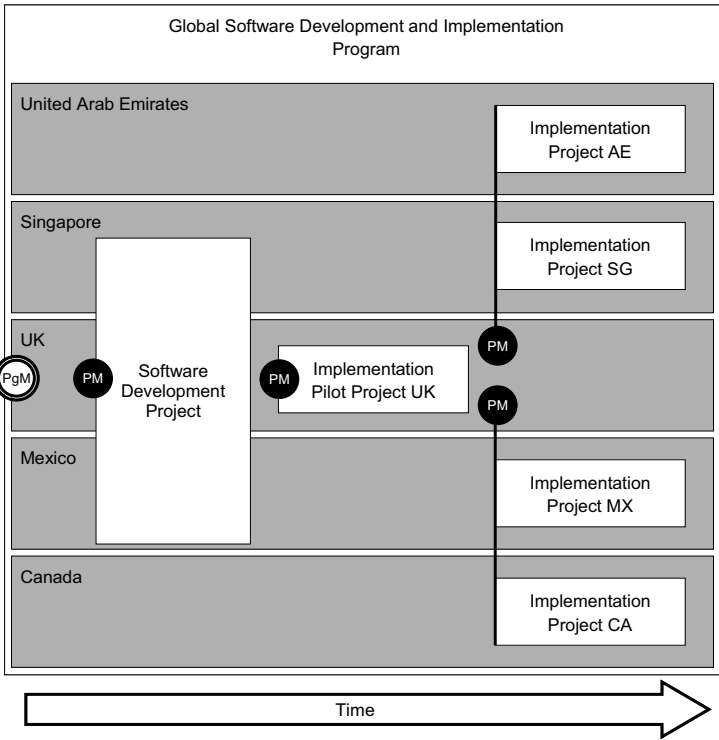 Global Software Development and Implementation
Program
United Arab Emirates
Implementation
Project AE
Singapore
Implementation
Project SG
UK
PgM
PM
Software
Development
Project
PM
Implementation
Pilot Project UK
PM
PM
Mexico
Implementation
Project MX
Canada
Implementation
Project CA
Time